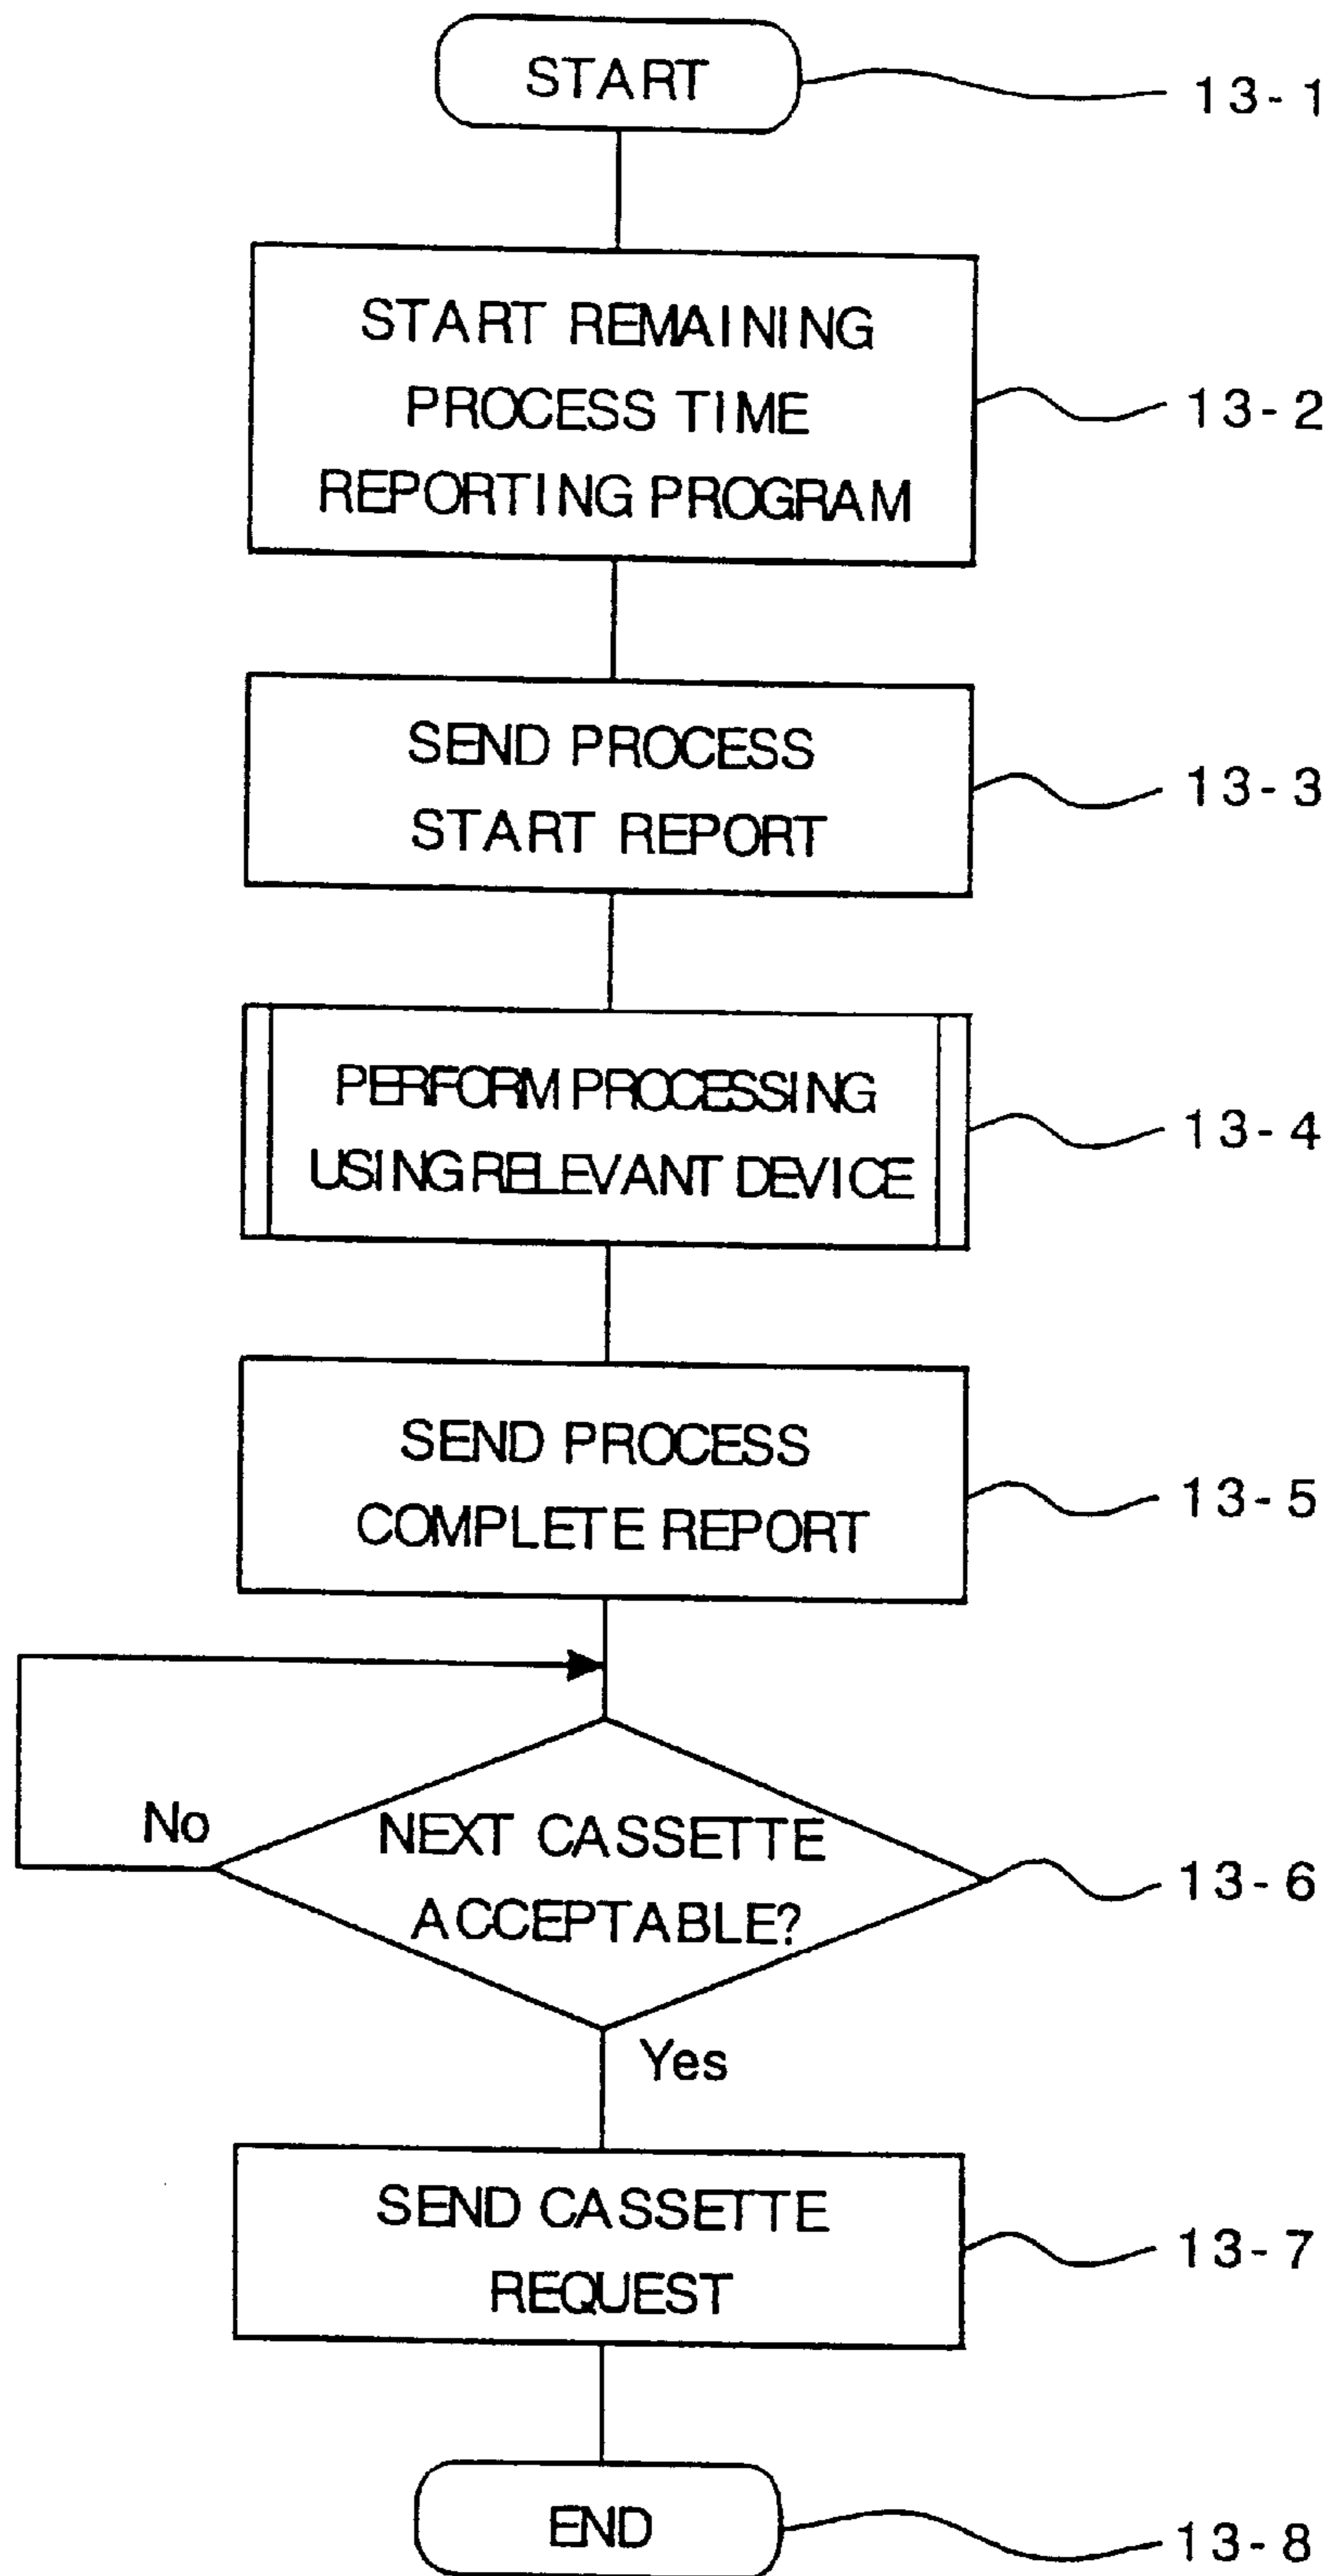 START
13-1
START REMAINING
PROCESS TIME
REPORTING PROGRAM
13-2
SEND PROCESS
START REPORT
13-3
PERFORM PROCESSING
USING RELEVANT DEVICE
13-4
SEND PROCESS
COMPLETE REPORT
13-5
No
NEXT CASSETTE
ACCEPTABLE?
13-6
Yes
SEND CASSETTE
REQUEST
13-7
END
13-8